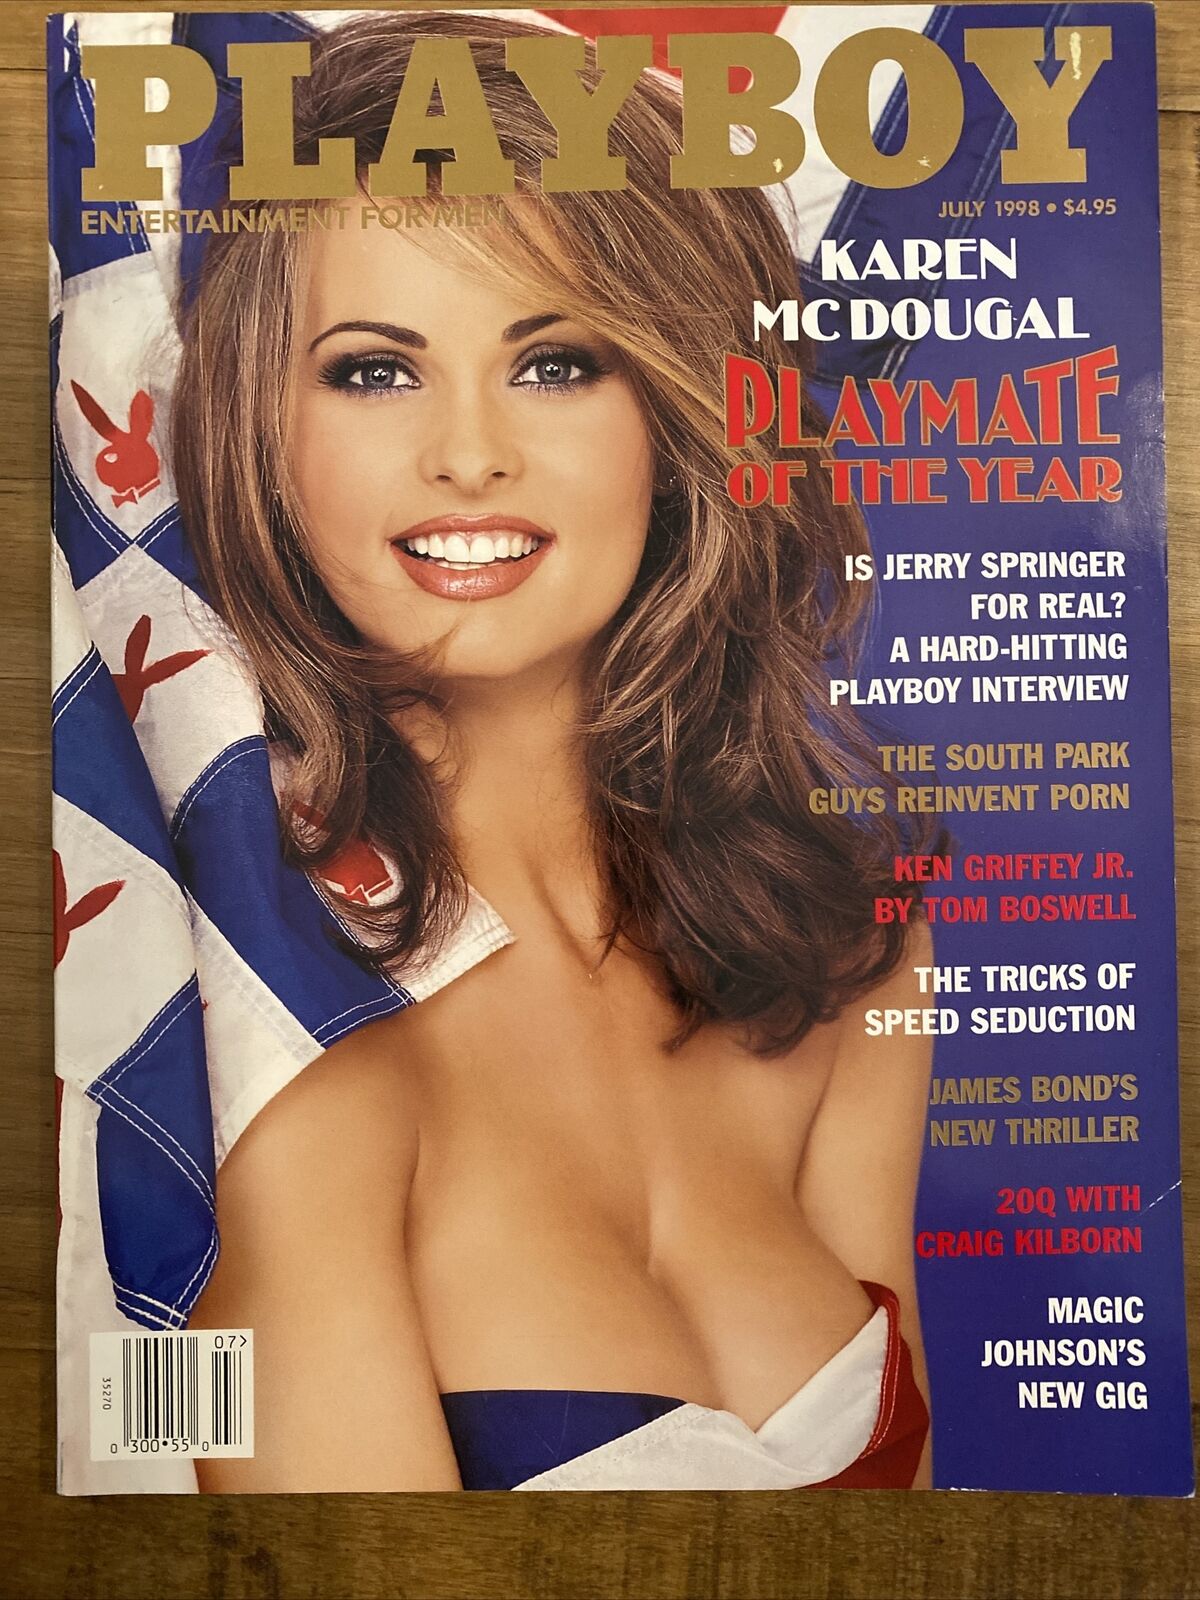 PLAYBOY
ENTERTAINMENT FOR MEN
JULY 1998 • $4.95
KAREN
MCDOUGAL
PLAYMATE
OF THE YEAR
IS JERRY SPRINGER
FOR REAL?
A HARD-HITTING
PLAYBOY INTERVIEW
THE SOUTH PARK
GUYS REINVENT PORN
KEN GRIFFEY JR.
BY TOM BOSWELL
THE TRICKS OF
SPEED SEDUCTION
JAMES BOND'S
NEW THRILLER
20Q WITH
CRAIG KILBORN
MAGIC
JOHNSON'S
NEW GIG
07>
35270
0 300·55 0